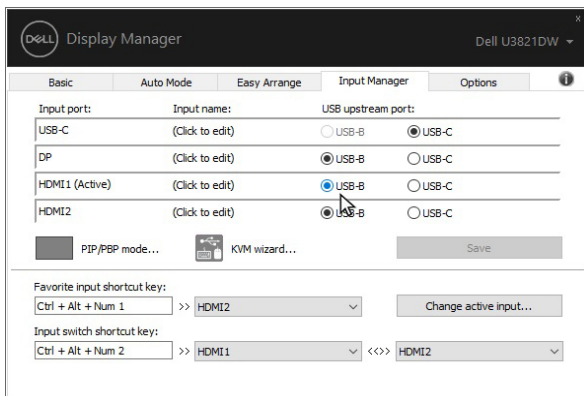 x
DELL Display Manager Dell U3821DW
Basic Auto Mode Easy Arrange Input Manager Options i
Input port: Input name: USB upstream port:
USB-C (Click to edit) USB-B USB-C
DP (Click to edit) USB-B USB-C
HDMI1 (Active) (Click to edit) USB-B USB-C
HDMI2 (Click to edit) USB-B USB-C
PIP/PBP mode... KVM wizard... Save
Favorite input shortcut key:
Ctrl + Alt + Num 1 >> HDMI2 Change active input...
Input switch shortcut key:
Ctrl + Alt + Num 2 >> HDMI1 <<>> HDMI2